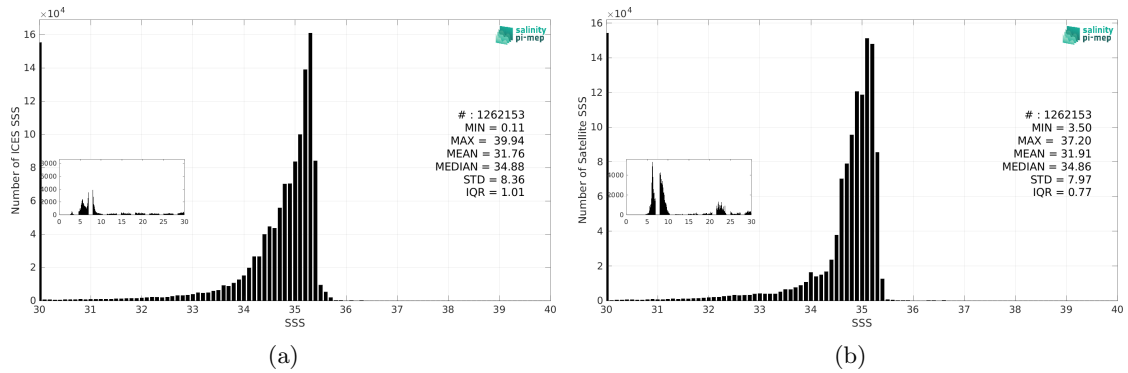 ×10⁴
salinity
pi-mep
16
14
12
10
8
6
4
2
0
Number of ICES SSS
# : 1262153
MIN = 0.11
MAX = 39.94
MEAN = 31.76
MEDIAN = 34.88
STD = 8.36
IQR = 1.01
8000
6000
4000
2000
0
0 5 10 15 20 25 30
30 31 32 33 34 35 36 37 38 39 40
SSS
(a)
×10⁴
salinity
pi-mep
16
14
12
10
8
6
4
2
0
Number of Satellite SSS
# : 1262153
MIN = 3.50
MAX = 37.20
MEAN = 31.91
MEDIAN = 34.86
STD = 7.97
IQR = 0.77
4000
2000
0
0 5 10 15 20 25 30
30 31 32 33 34 35 36 37 38 39 40
SSS
(b)